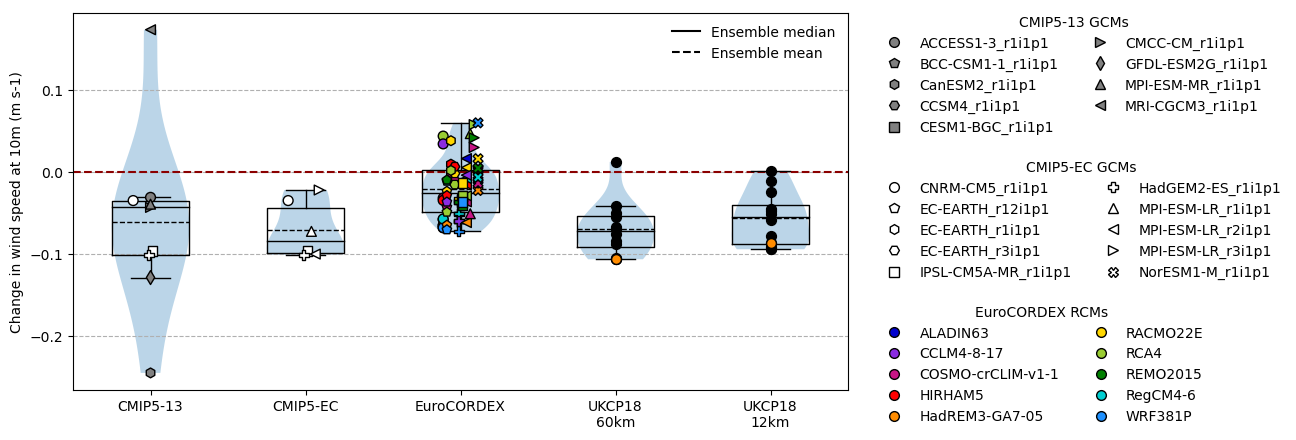 Change in wind speed at 10m (m s-1)
0.1
0.0
−0.1
−0.2
Ensemble median
Ensemble mean
CMIP5-13
CMIP5-EC
EuroCORDEX
UKCP18
60km
UKCP18
12km
CMIP5-13 GCMs
ACCESS1-3_r1i1p1
BCC-CSM1-1_r1i1p1
CanESM2_r1i1p1
CCSM4_r1i1p1
CESM1-BGC_r1i1p1
CMCC-CM_r1i1p1
GFDL-ESM2G_r1i1p1
MPI-ESM-MR_r1i1p1
MRI-CGCM3_r1i1p1
CMIP5-EC GCMs
CNRM-CM5_r1i1p1
EC-EARTH_r12i1p1
EC-EARTH_r1i1p1
EC-EARTH_r3i1p1
IPSL-CM5A-MR_r1i1p1
HadGEM2-ES_r1i1p1
MPI-ESM-LR_r1i1p1
MPI-ESM-LR_r2i1p1
MPI-ESM-LR_r3i1p1
NorESM1-M_r1i1p1
EuroCORDEX RCMs
ALADIN63
CCLM4-8-17
COSMO-crCLIM-v1-1
HIRHAM5
HadREM3-GA7-05
RACMO22E
RCA4
REMO2015
RegCM4-6
WRF381P